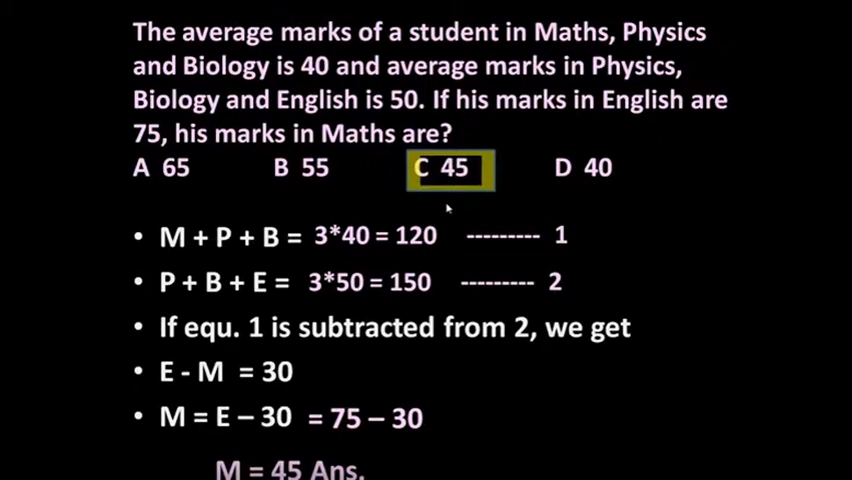 The average marks of a student in Maths, Physics
and Biology is 40 and average marks in Physics,
Biology and English is 50. If his marks in English are
75, his marks in Maths are?
A 65 B 55 C 45 D 40
• M + P + B = 3*40 = 120 --------- 1
• P + B + E = 3*50 = 150 --------- 2
• If equ. 1 is subtracted from 2, we get
• E - M = 30
• M = E – 30 = 75 – 30
M = 45 Ans.